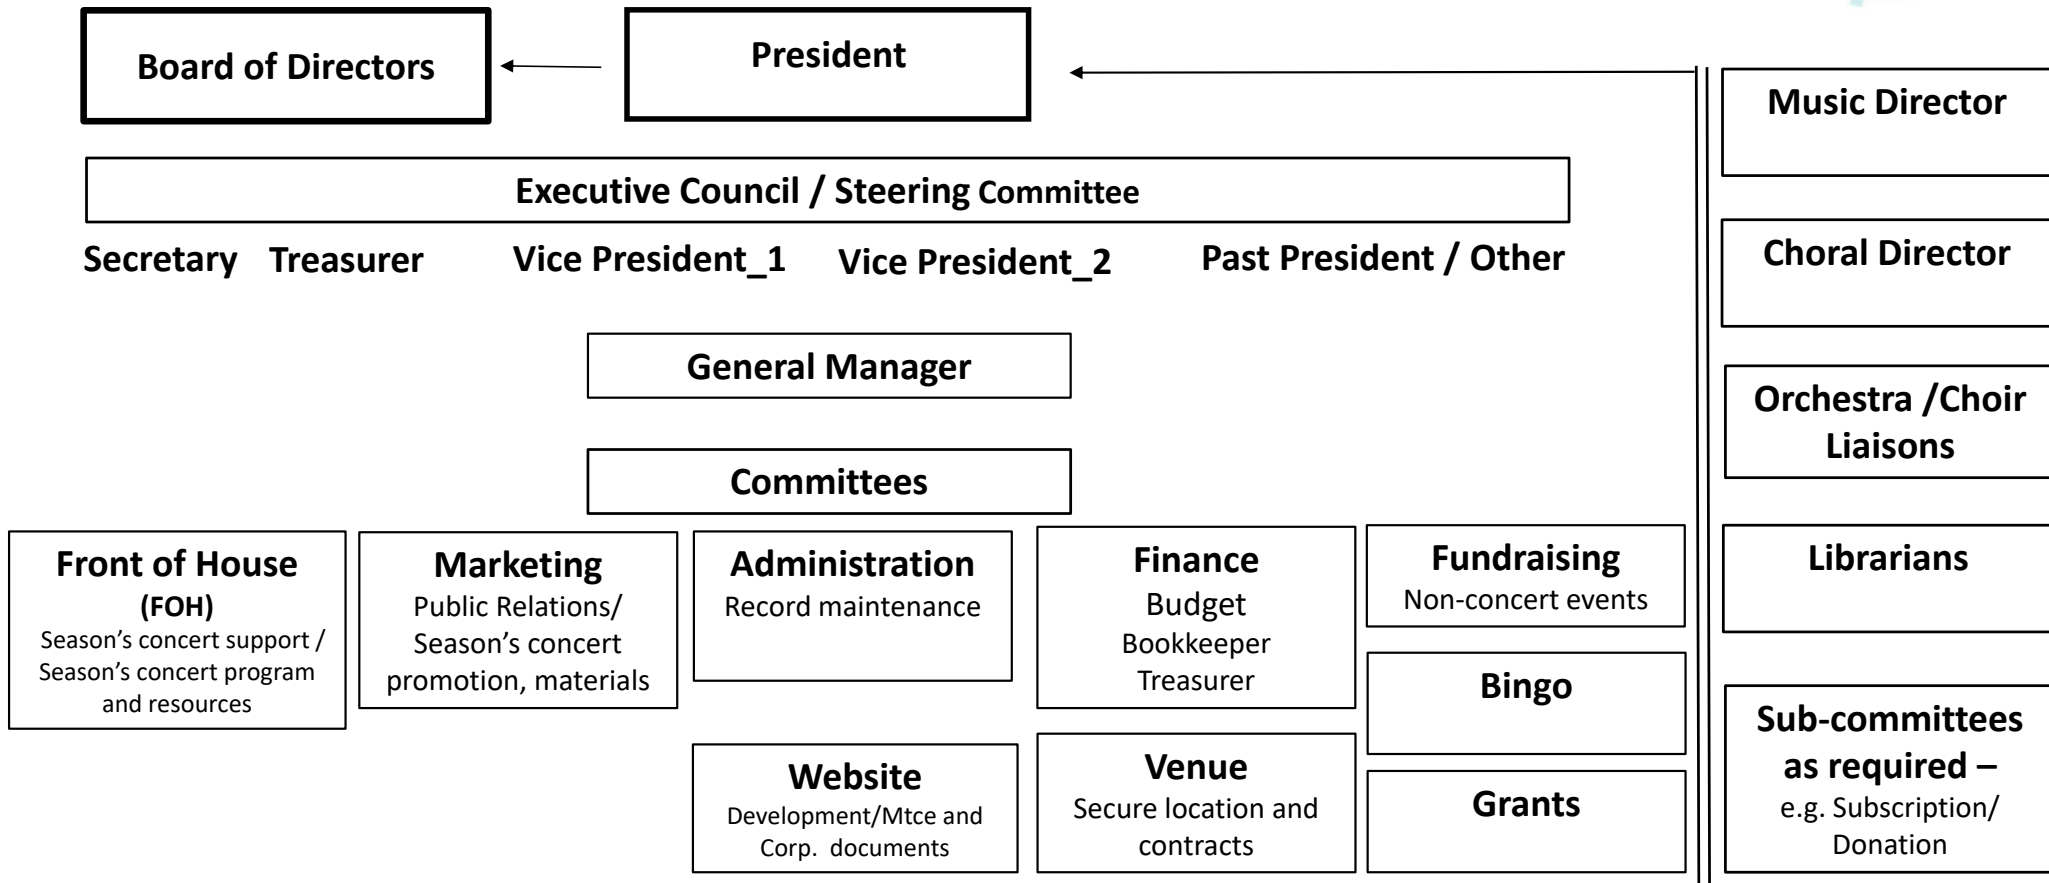 Board of Directors
President
Executive Council / Steering Committee
Secretary
Treasurer
Vice President_1
Vice President_2
Past President / Other
General Manager
Committees
Front of House
(FOH)
Season’s concert support /
Season’s concert program
and resources
Marketing
Public Relations/
Season’s concert
promotion, materials
Administration
Record maintenance
Finance
Budget
Bookkeeper
Treasurer
Fundraising
Non-concert events
Bingo
Website
Development/Mtce and
Corp. documents
Venue
Secure location and
contracts
Grants
Music Director
Choral Director
Orchestra /Choir
Liaisons
Librarians
Sub-committees
as required –
e.g. Subscription/
Donation